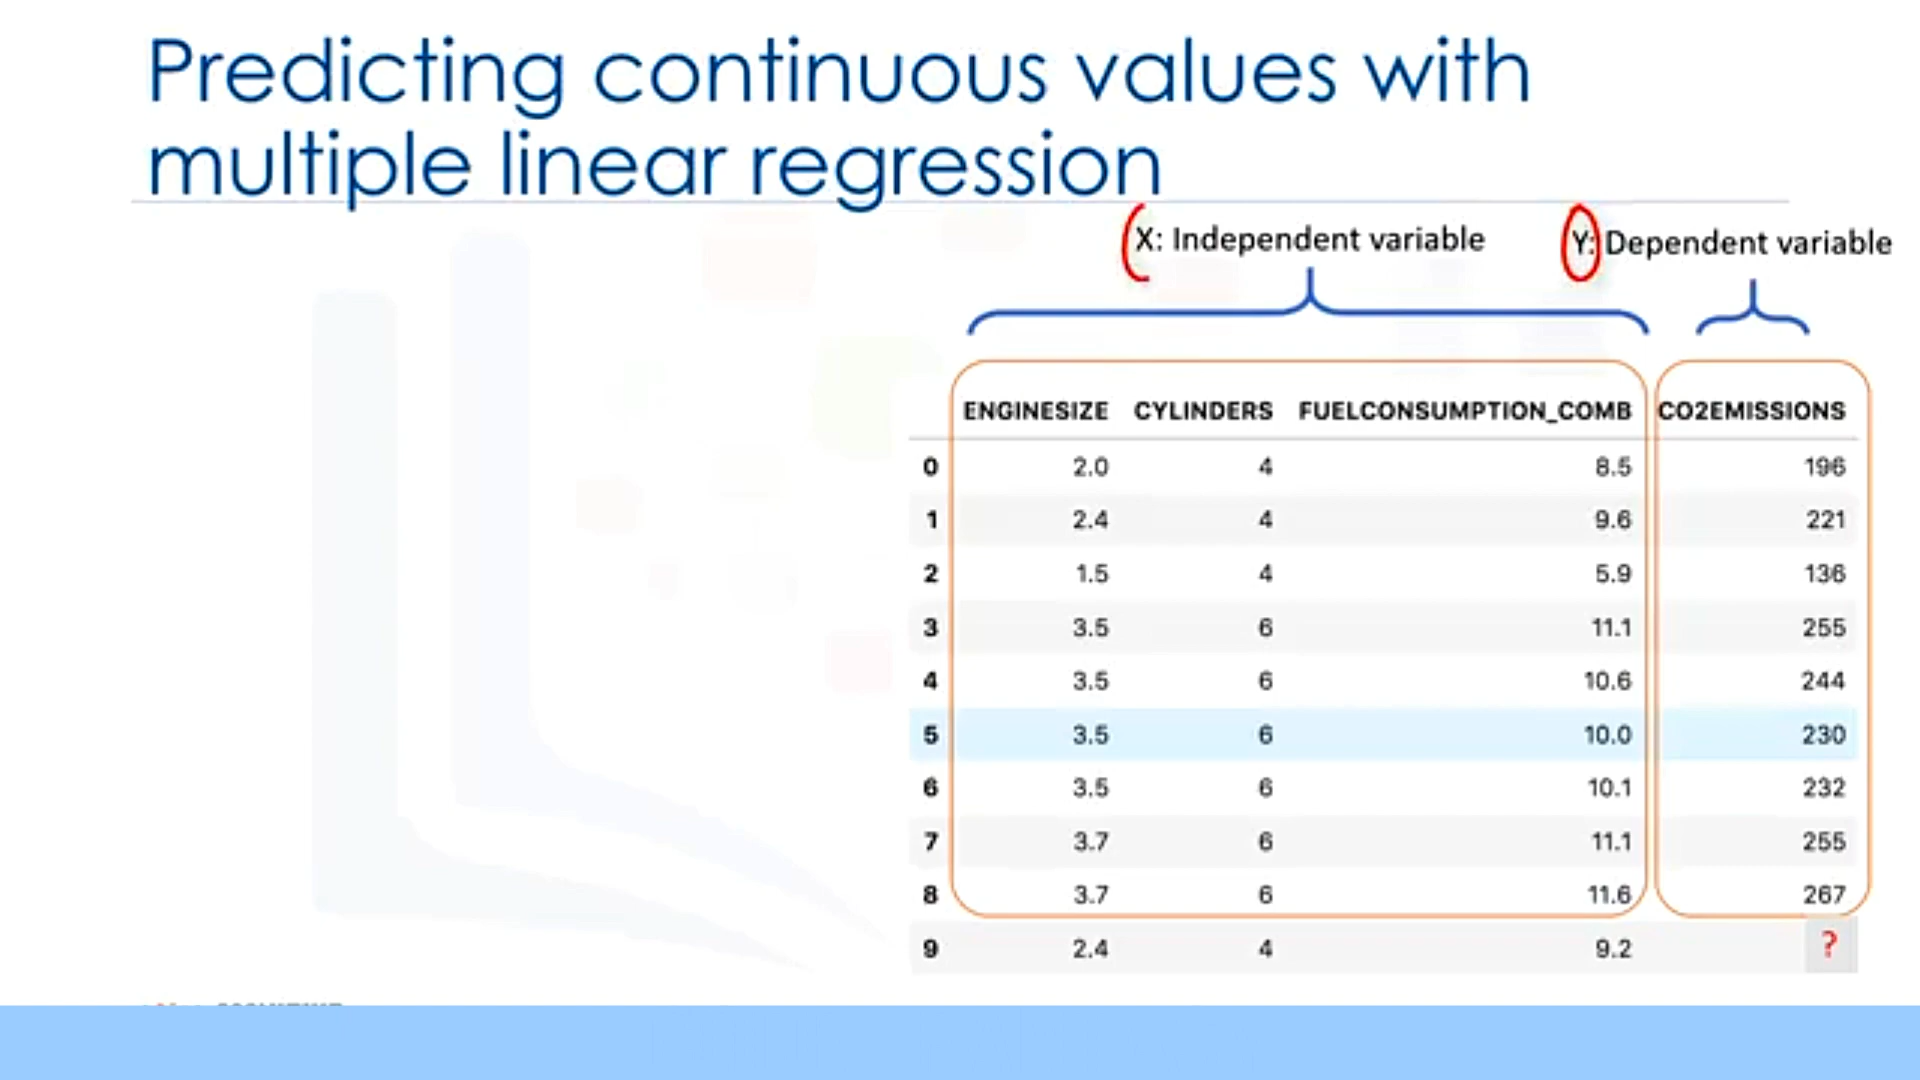 Predicting continuous values with
multiple linear regression
X: Independent variable Y: Dependent variable
ENGINESIZE CYLINDERS FUELCONSUMPTION_COMB CO2EMISSIONS
0 2.0 4 8.5 196
1 2.4 4 9.6 221
2 1.5 4 5.9 136
3 3.5 6 11.1 255
4 3.5 6 10.6 244
5 3.5 6 10.0 230
6 3.5 6 10.1 232
7 3.7 6 11.1 255
8 3.7 6 11.6 267
9 2.4 4 9.2 ?